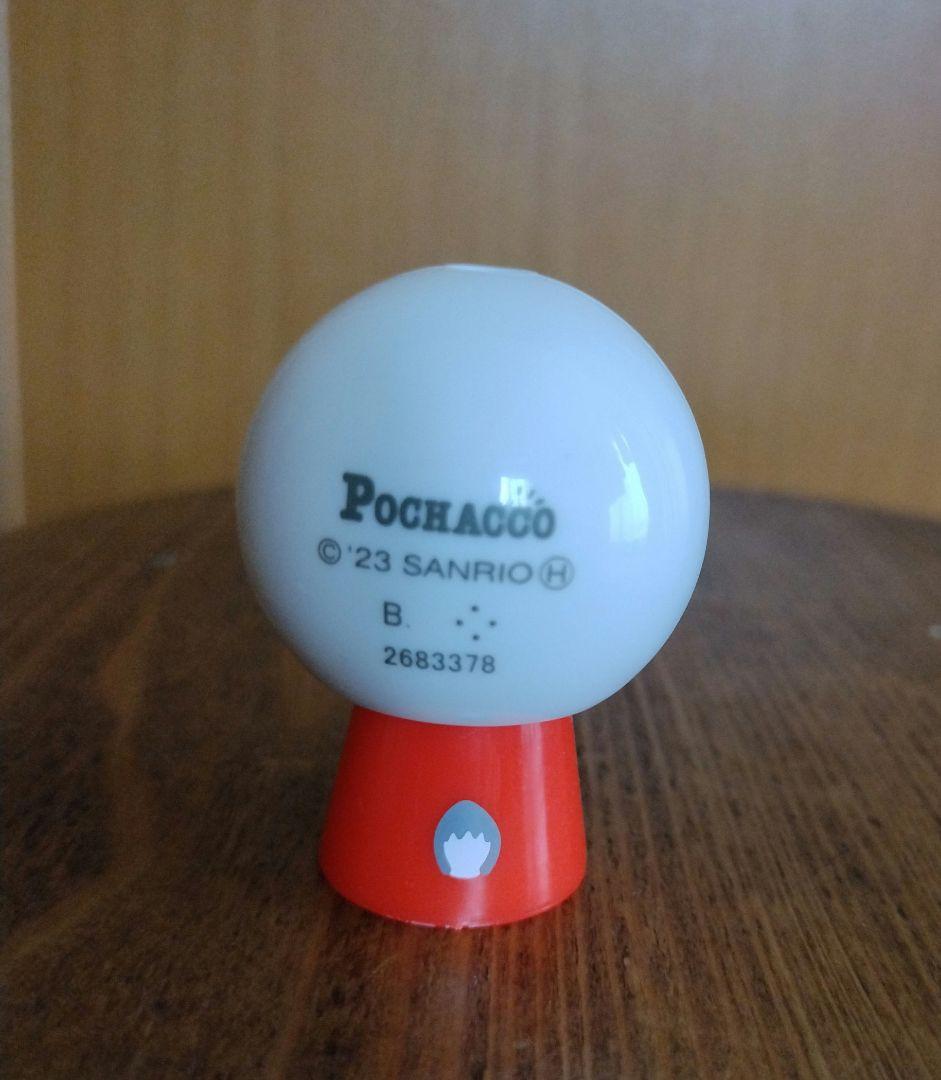 POCHACCO
© '23 SANRIO Ⓗ
B.
2683378